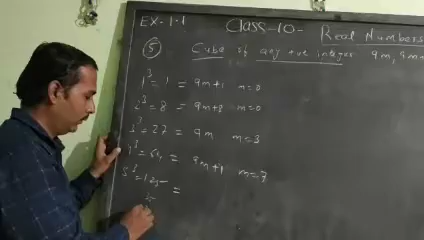 EX-1.1 Class-10- Real Numbers
5 Cube of any +ve integer 9m, 9m+
1³=1 = 9m+1 m=0
2³=8 = 9m+8 m=0
3³=27 = 9m m=3
4³=64 = 9m+1 m=7
5³=125 =